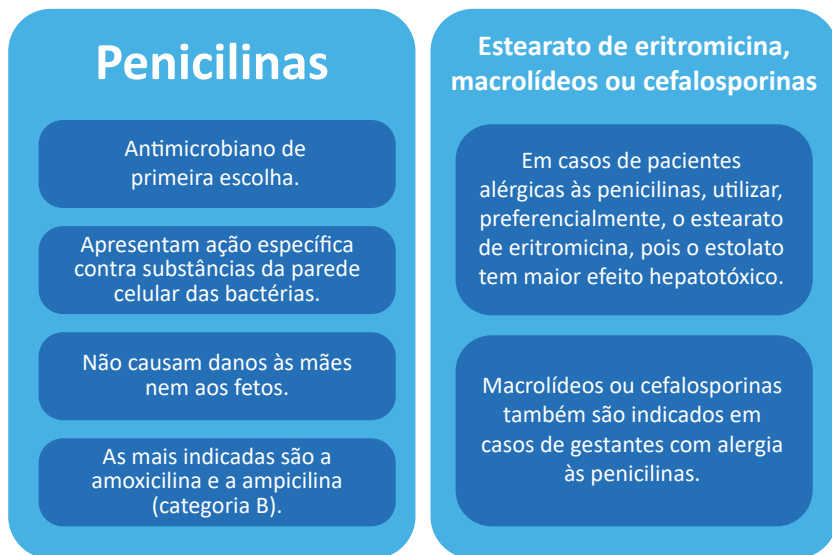 Penicilinas
Antimicrobiano de
primeira escolha.
Apresentam ação específica
contra substâncias da parede
celular das bactérias.
Não causam danos às mães
nem aos fetos.
As mais indicadas são a
amoxicilina e a ampicilina
(categoria B).
Estearato de eritromicina,
macrolídeos ou cefalosporinas
Em casos de pacientes
alérgicas às penicilinas, utilizar,
preferencialmente, o estearato
de eritromicina, pois o estolato
tem maior efeito hepatotóxico.
Macrolídeos ou cefalosporinas
também são indicados em
casos de gestantes com alergia
às penicilinas.